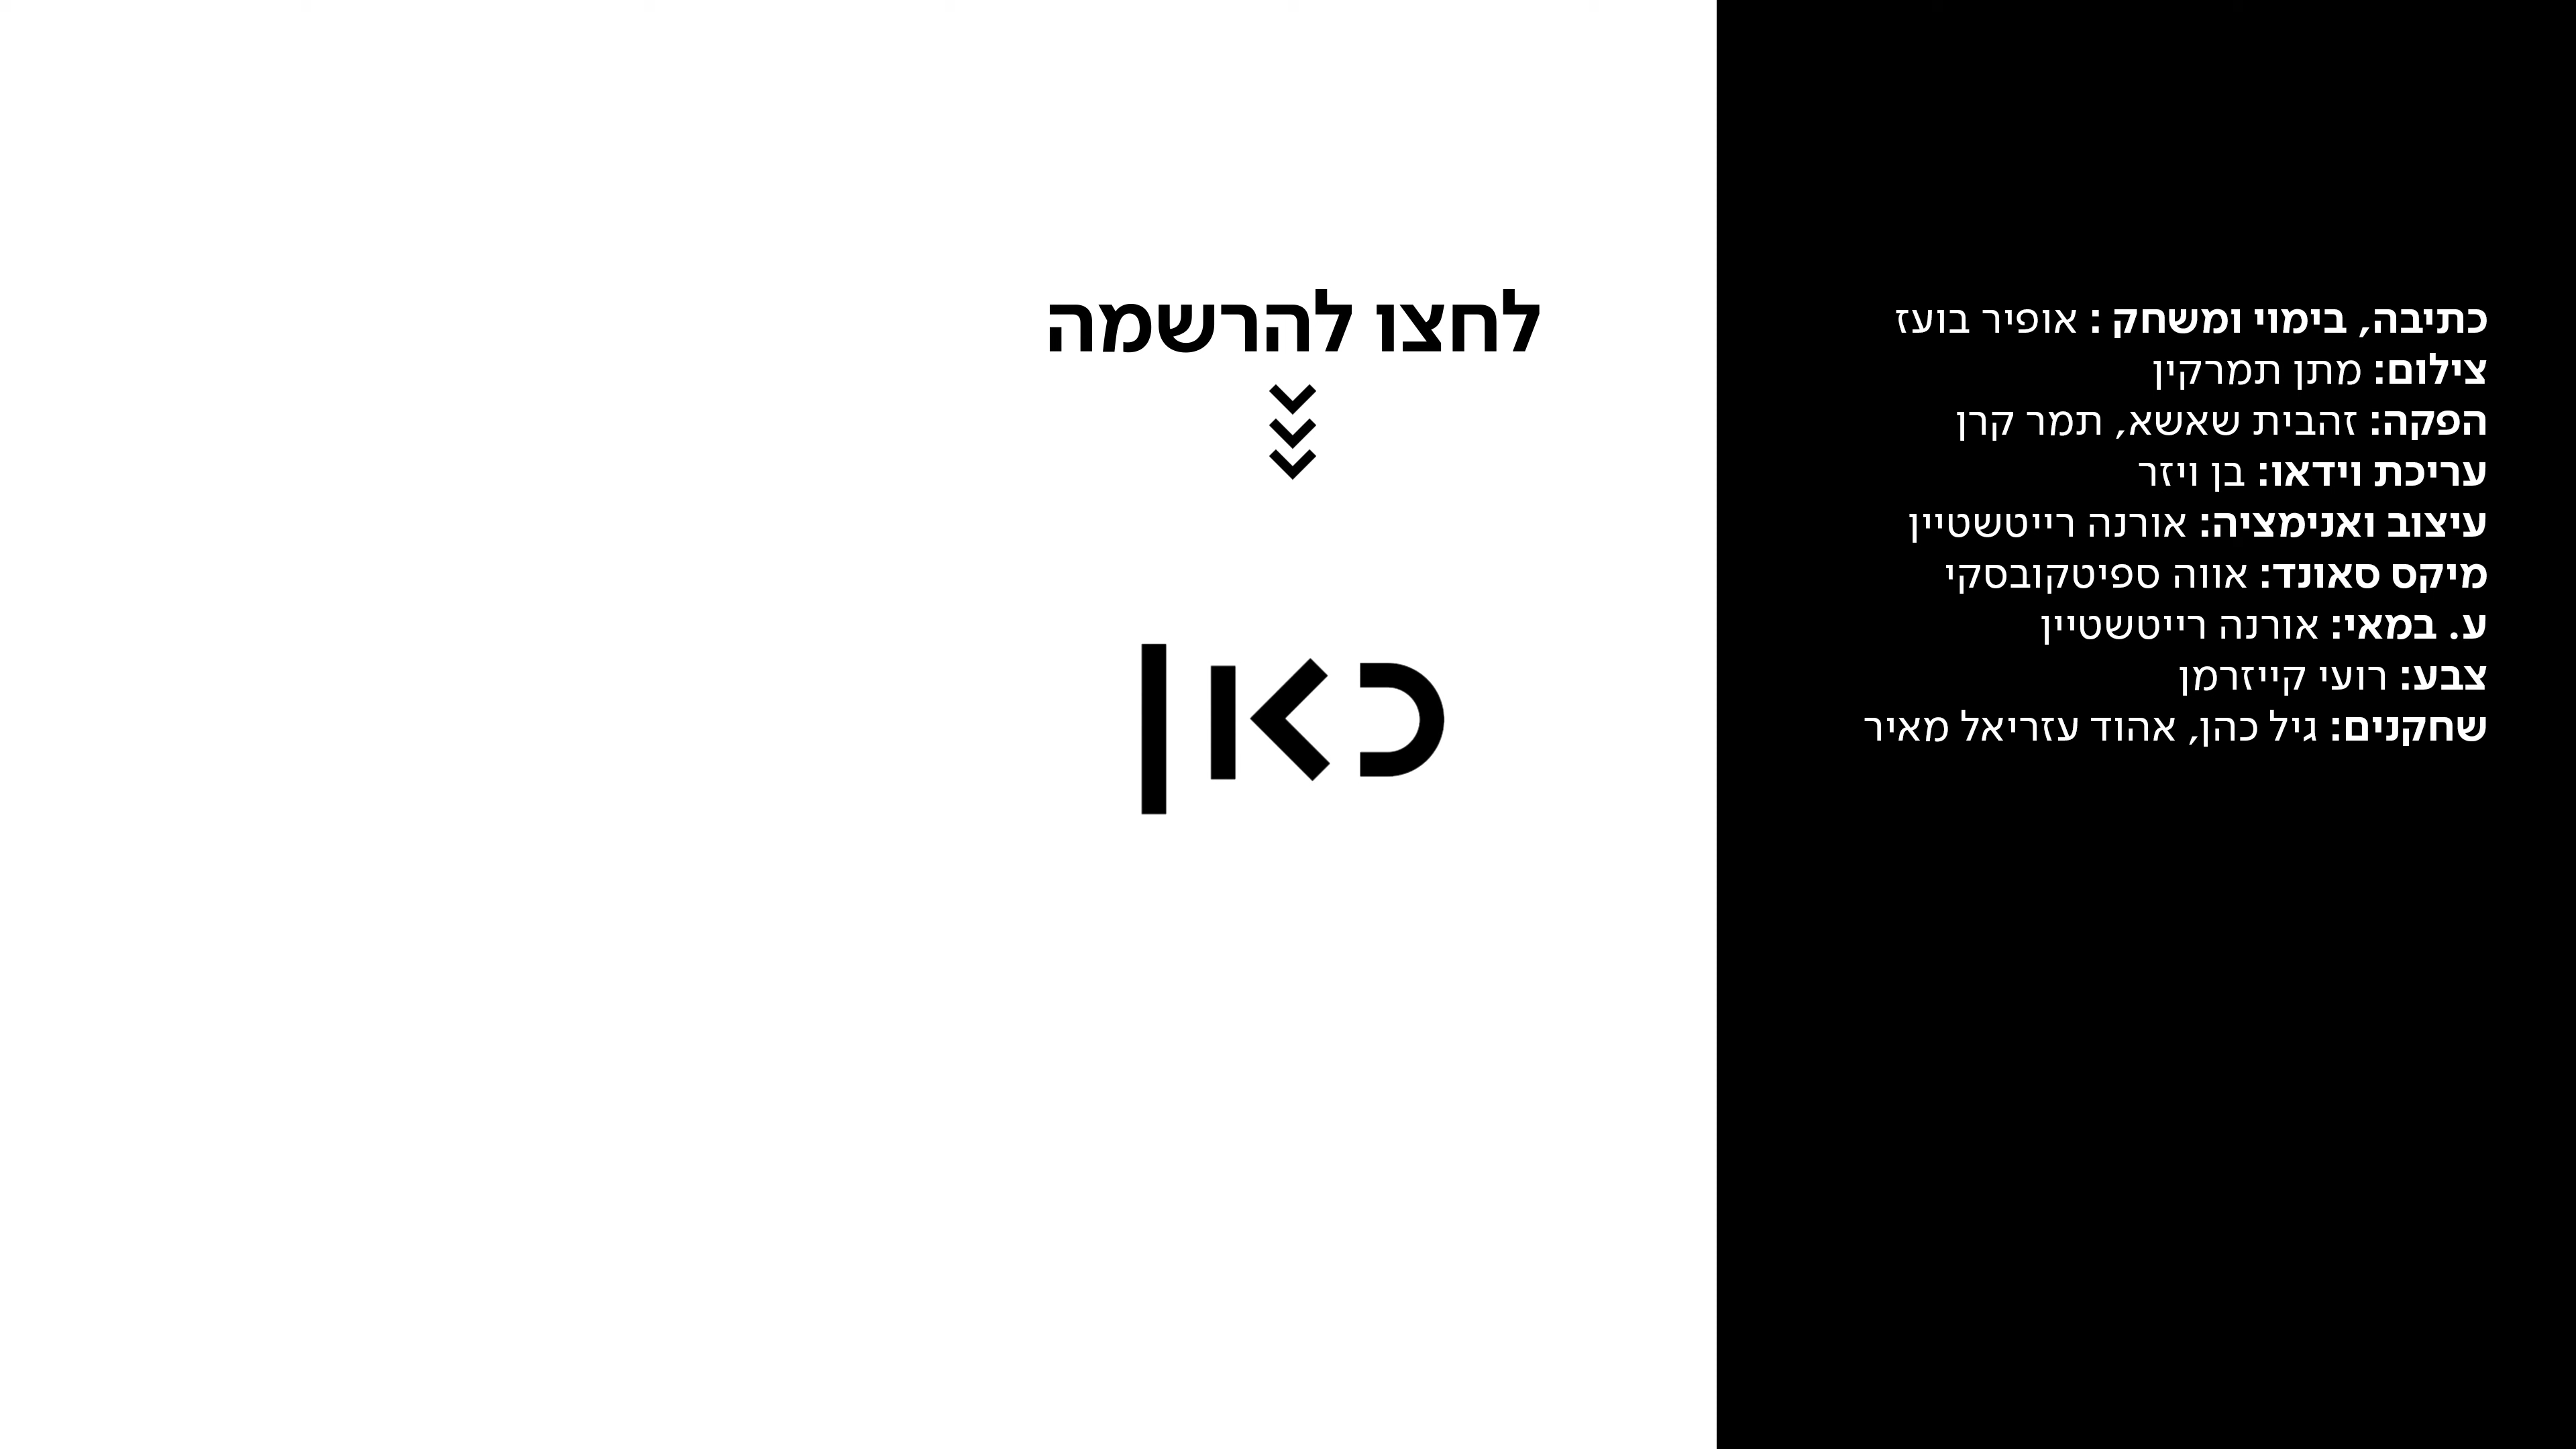 לחצו להרשמה
כאן
כתיבה, בימוי ומשחק : אופיר בועז
צילום: מתן תמרקין
הפקה: זהבית שאשא, תמר קרן
עריכת וידאו: בן ויזר
עיצוב ואנימציה: אורנה רייטשטיין
מיקס סאונד: אווה ספיטקובסקי
ע. במאי: אורנה רייטשטיין
צבע: רועי קייזרמן
שחקנים: גיל כהן, אהוד עזריאל מאיר